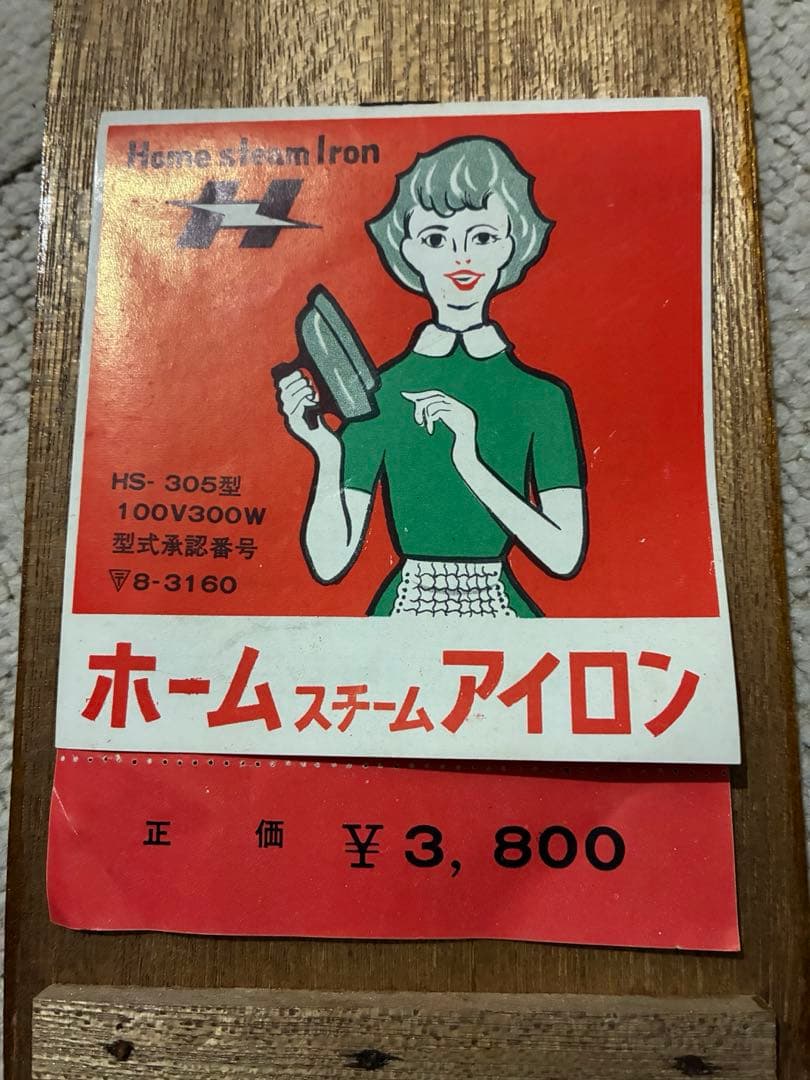 Home steam Iron
H
HS-305型
100V300W
型式承認番号
〒8-3160
ホームスチームアイロン
正価 ¥3,800